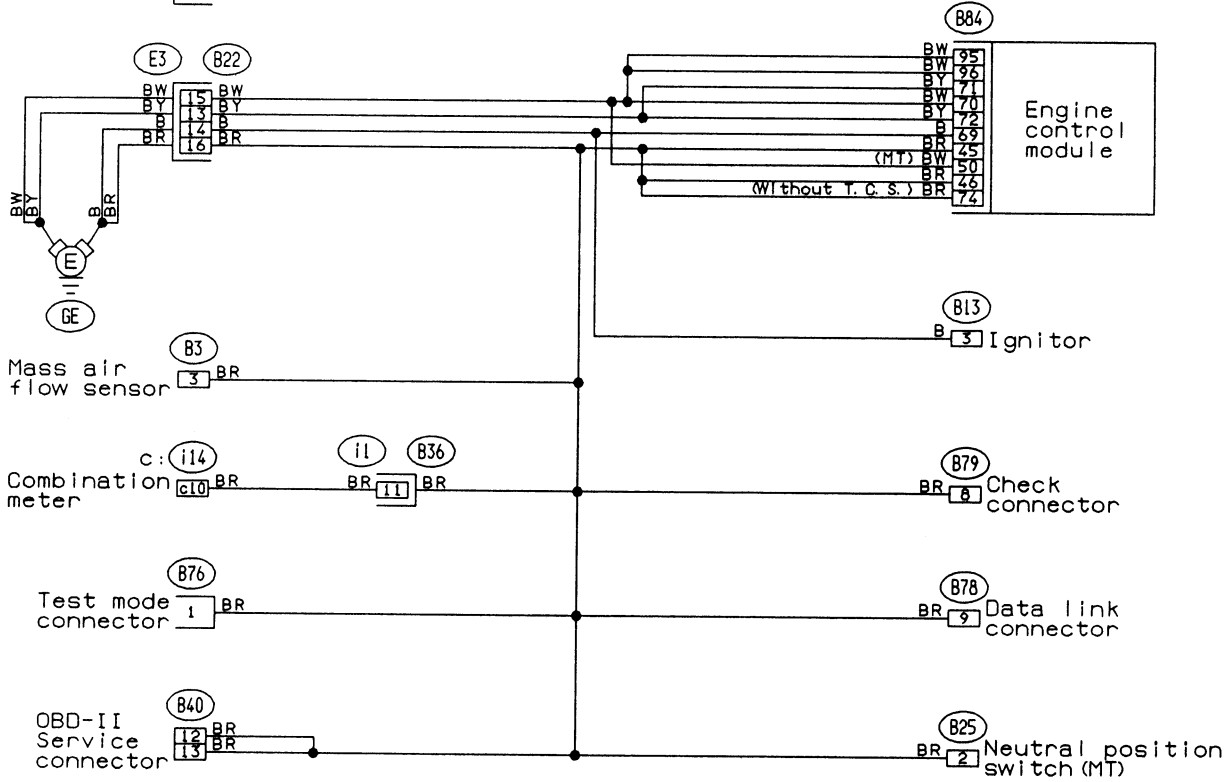 B84
E3 B22
BW 95
BW 96
BY 71
BW 70
BY 72
B 69
BR 45
(MT) BW 50
BR 46
(Without T. C. S.) BR 74
Engine
control
module
BW 15 BW
BY 13 BY
B 14 B
BR 16 BR
BW
BY
B
BR
E
GE
B13
B 3 Ignitor
B3
Mass air
flow sensor 3 BR
c: i14
Combination
meter
c10 BR
i1 B36
BR 11 BR
B79
BR 8 Check
connector
B76
Test mode
connector
1 BR
B78
BR 9 Data link
connector
B40
OBD-II
Service
connector
12 BR
13 BR
B25
BR 2 Neutral position
switch (MT)